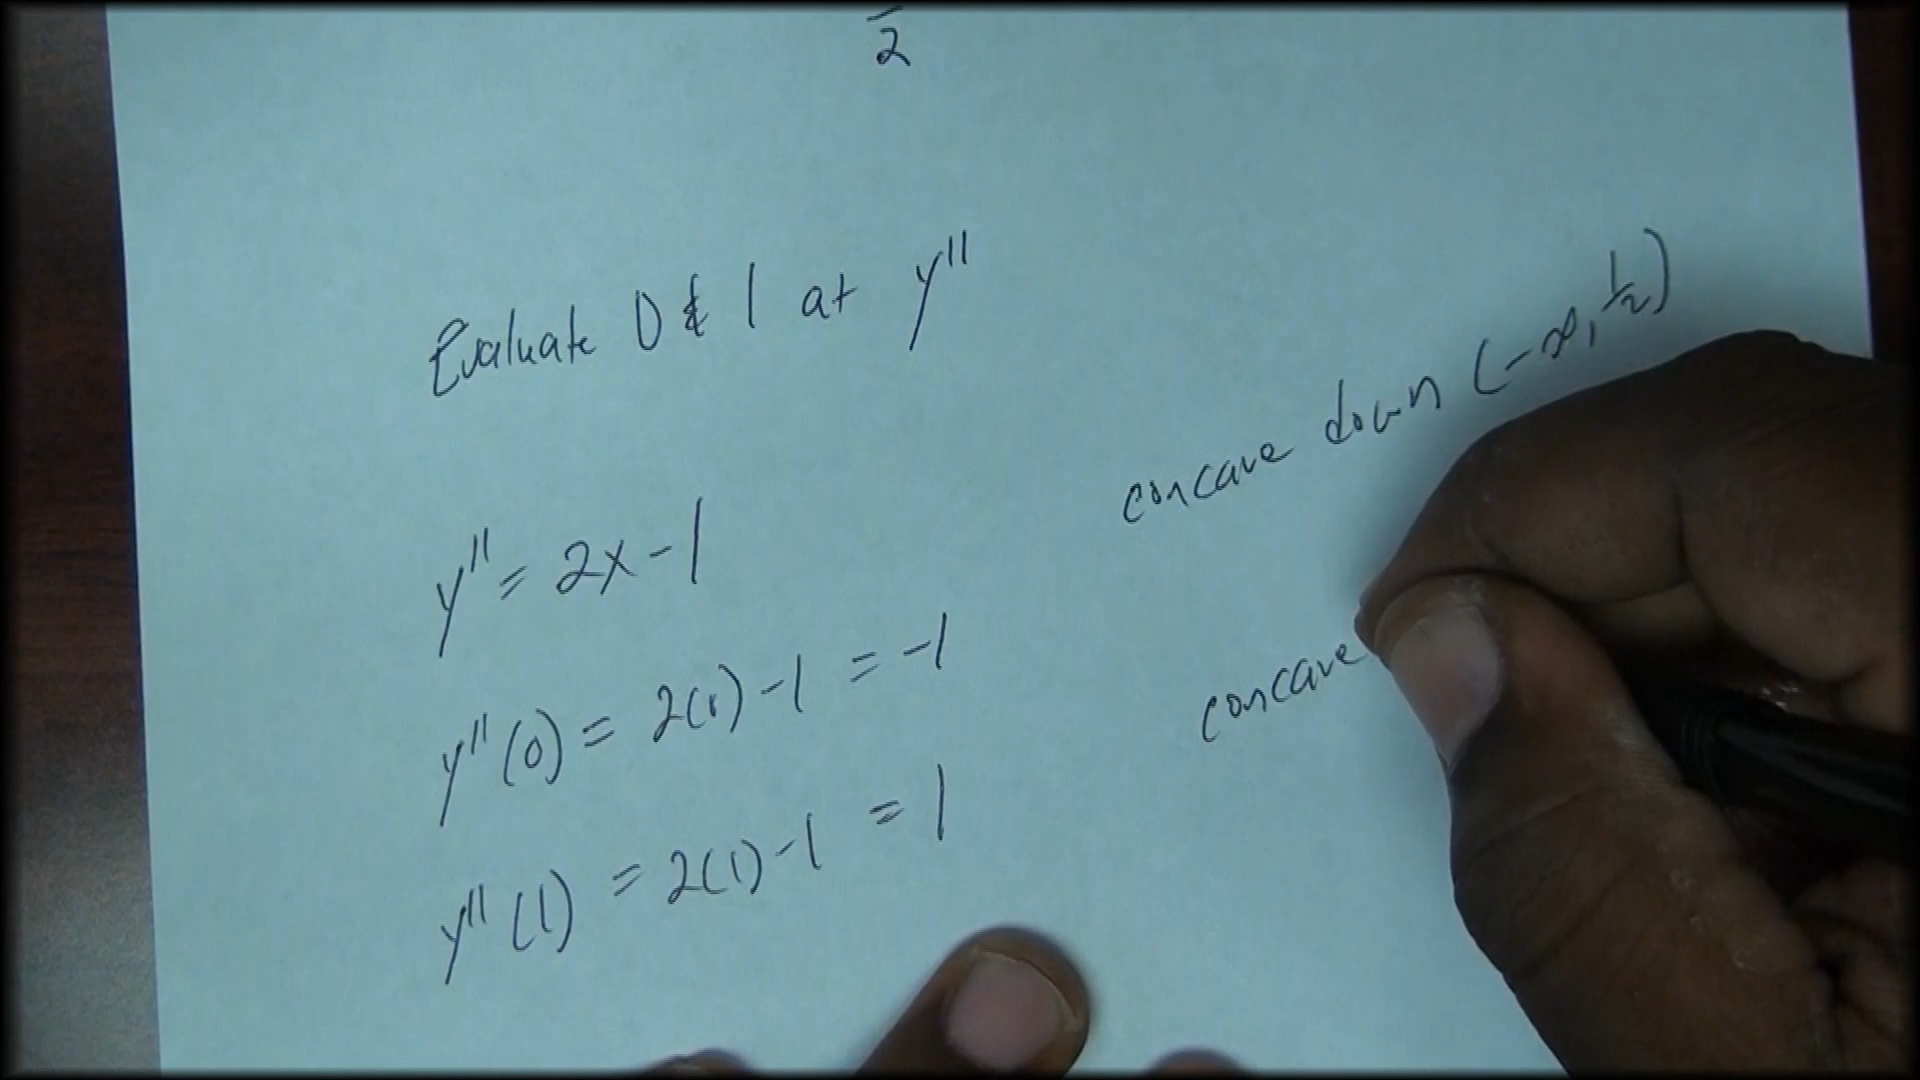 2
Evaluate 0 & 1 at y''
concave down (-∞, 1/2)
y'' = 2x - 1
concave
y''(0) = 2(0) - 1 = -1
y''(1) = 2(1) - 1 = 1